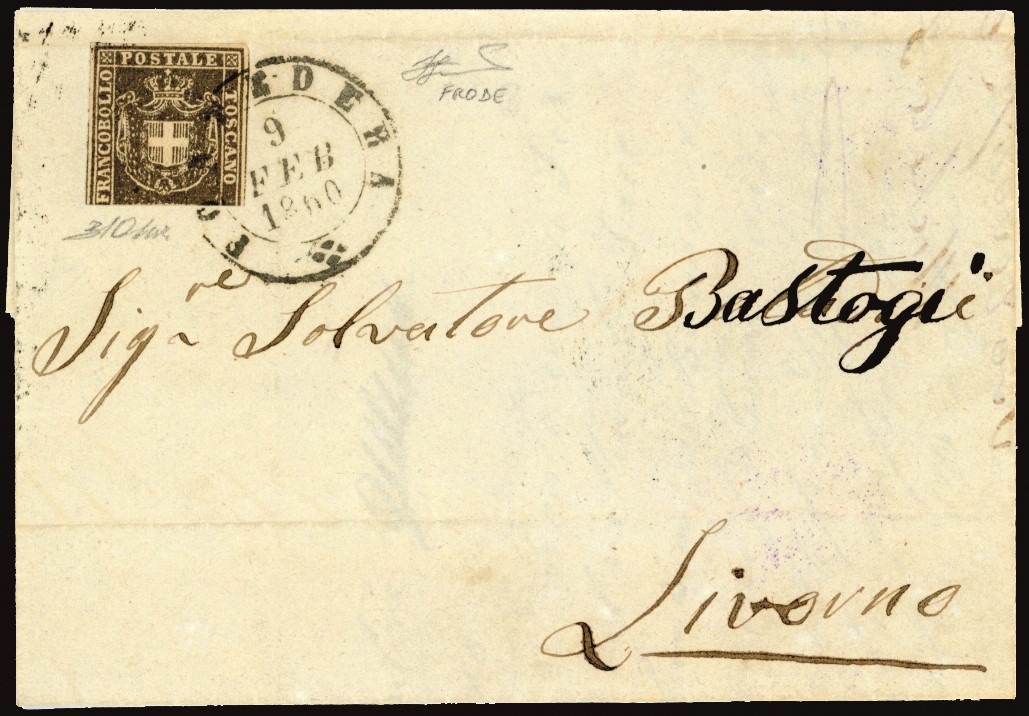 FRANCOBOLLO POSTALE TOSCANO
9
FEB
1860
FRODE
Sig.re Salvatore Bastogi
Livorno